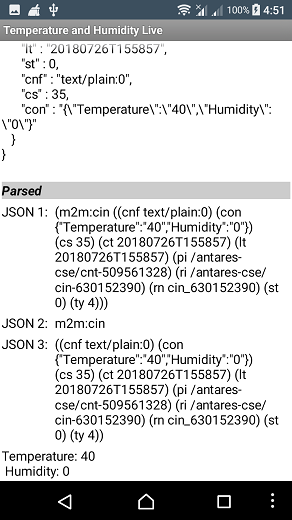 100% 4:51
Temperature and Humidity Live
"lt" : "20180726T155857",
"st" : 0,
"cnf" : "text/plain:0",
"cs" : 35,
"con" : "{\"Temperature\":\"40\",\"Humidity\":
\"0\"}"
}
}
Parsed
JSON 1: (m2m:cin ((cnf text/plain:0) (con
{"Temperature":"40","Humidity":"0"})
(cs 35) (ct 20180726T155857) (lt
20180726T155857) (pi /antares-
cse/cnt-509561328) (ri /antares-cse/
cin-630152390) (rn cin_630152390) (st
0) (ty 4)))
JSON 2: m2m:cin
JSON 3: ((cnf text/plain:0) (con
{"Temperature":"40","Humidity":"0"})
(cs 35) (ct 20180726T155857) (lt
20180726T155857) (pi /antares-
cse/cnt-509561328) (ri /antares-cse/
cin-630152390) (rn cin_630152390) (st
0) (ty 4))
Temperature: 40
Humidity: 0